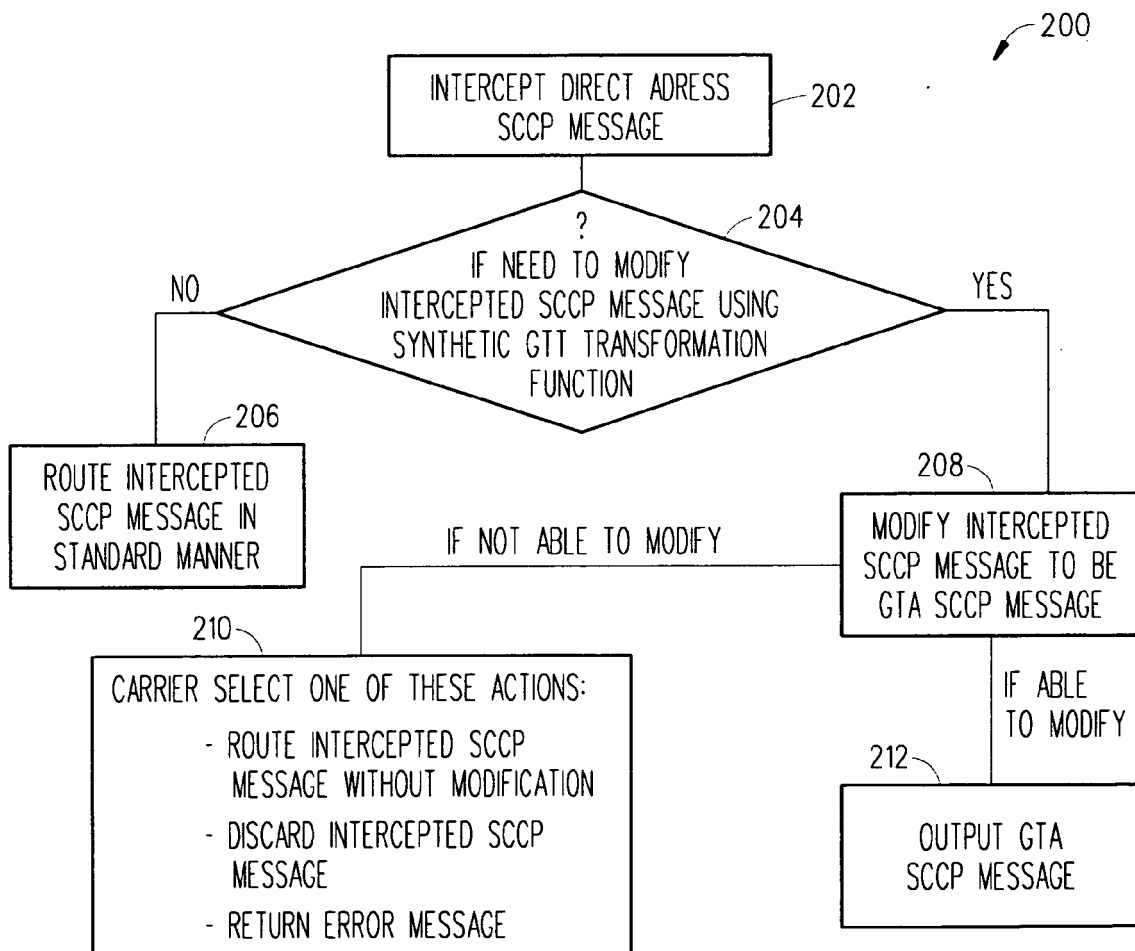 200
INTERCEPT DIRECT ADRESS
SCCP MESSAGE
202
?
IF NEED TO MODIFY
INTERCEPTED SCCP MESSAGE USING
SYNTHETIC GTT TRANSFORMATION
FUNCTION
204
NO
YES
206
ROUTE INTERCEPTED
SCCP MESSAGE IN
STANDARD MANNER
208
MODIFY INTERCEPTED
SCCP MESSAGE TO BE
GTA SCCP MESSAGE
IF NOT ABLE TO MODIFY
210
CARRIER SELECT ONE OF THESE ACTIONS:
- ROUTE INTERCEPTED SCCP
MESSAGE WITHOUT MODIFICATION
- DISCARD INTERCEPTED SCCP
MESSAGE
- RETURN ERROR MESSAGE
IF ABLE
TO MODIFY
212
OUTPUT GTA
SCCP MESSAGE